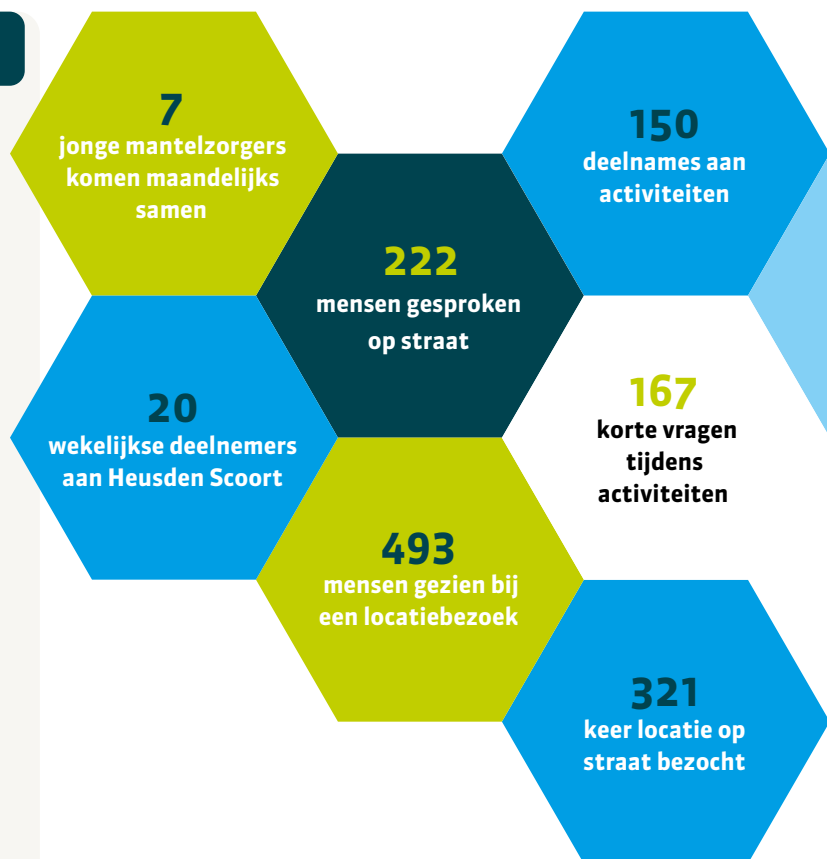 7
jonge mantelzorgers
komen maandelijks
samen
150
deelnames aan
activiteiten
222
mensen gesproken
op straat
20
wekelijkse deelnemers
aan Heusden Scoort
167
korte vragen
tijdens
activiteiten
493
mensen gezien bij
een locatiebezoek
321
keer locatie op
straat bezocht